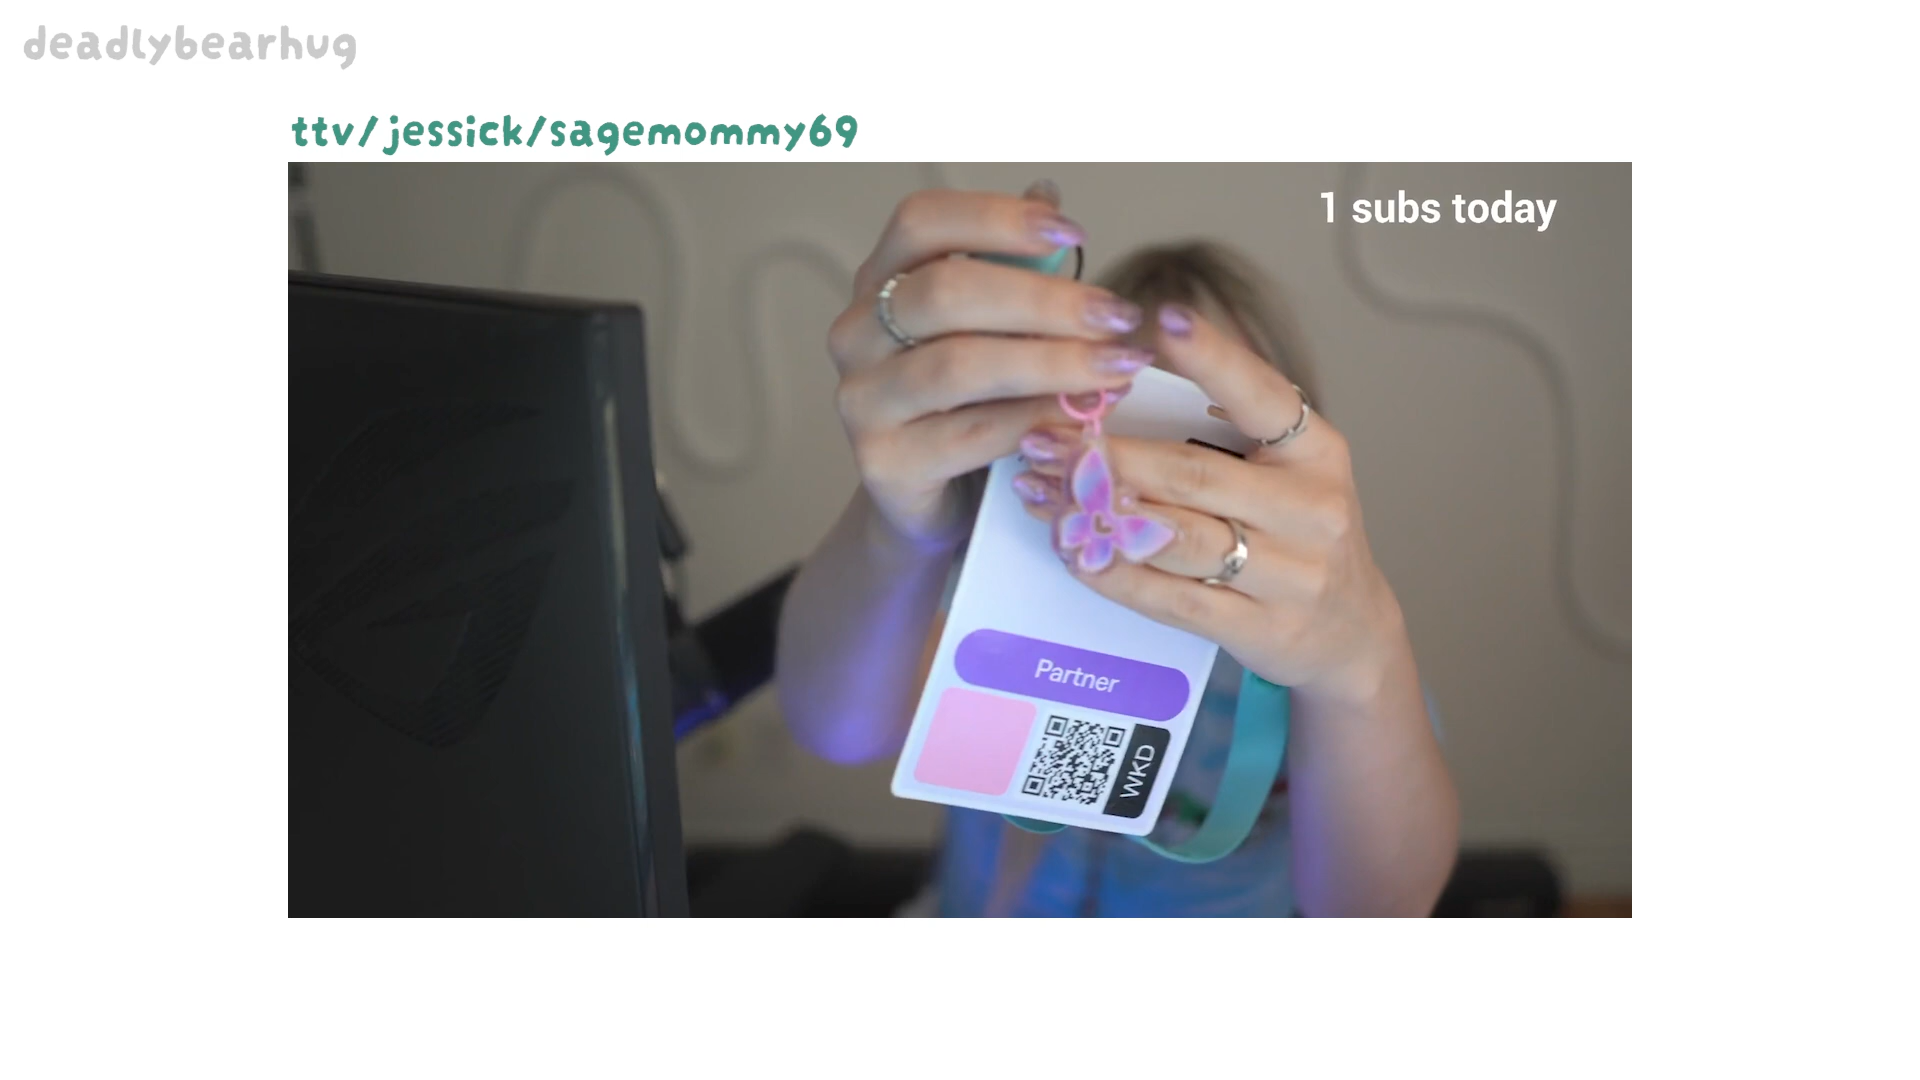 deadlybearhug
ttv/jessick/sagemommy69
1 subs today
Partner
WKD